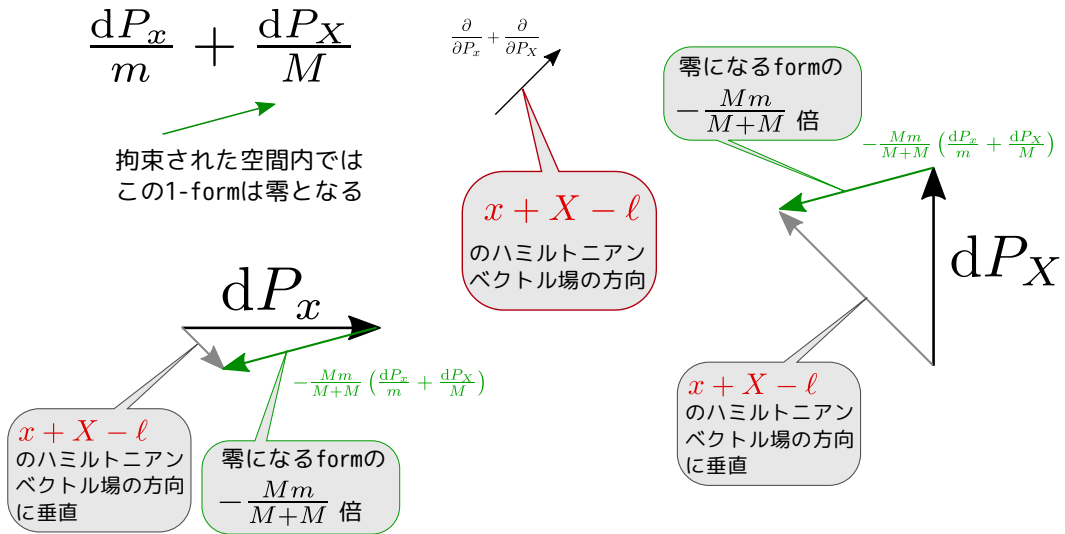 dP_x/m + dP_X/M
拘束された空間内では
この1-formは零となる
∂/∂P_x + ∂/∂P_X
x + X − ℓ
のハミルトニアン
ベクトル場の方向
零になるformの
−Mm/M+M 倍
−Mm/M+M (dP_x/m + dP_X/M)
dP_X
x + X − ℓ
のハミルトニアン
ベクトル場の方向
に垂直
dP_x
−Mm/M+M (dP_x/m + dP_X/M)
x + X − ℓ
のハミルトニアン
ベクトル場の方向
に垂直
零になるformの
−Mm/M+M 倍